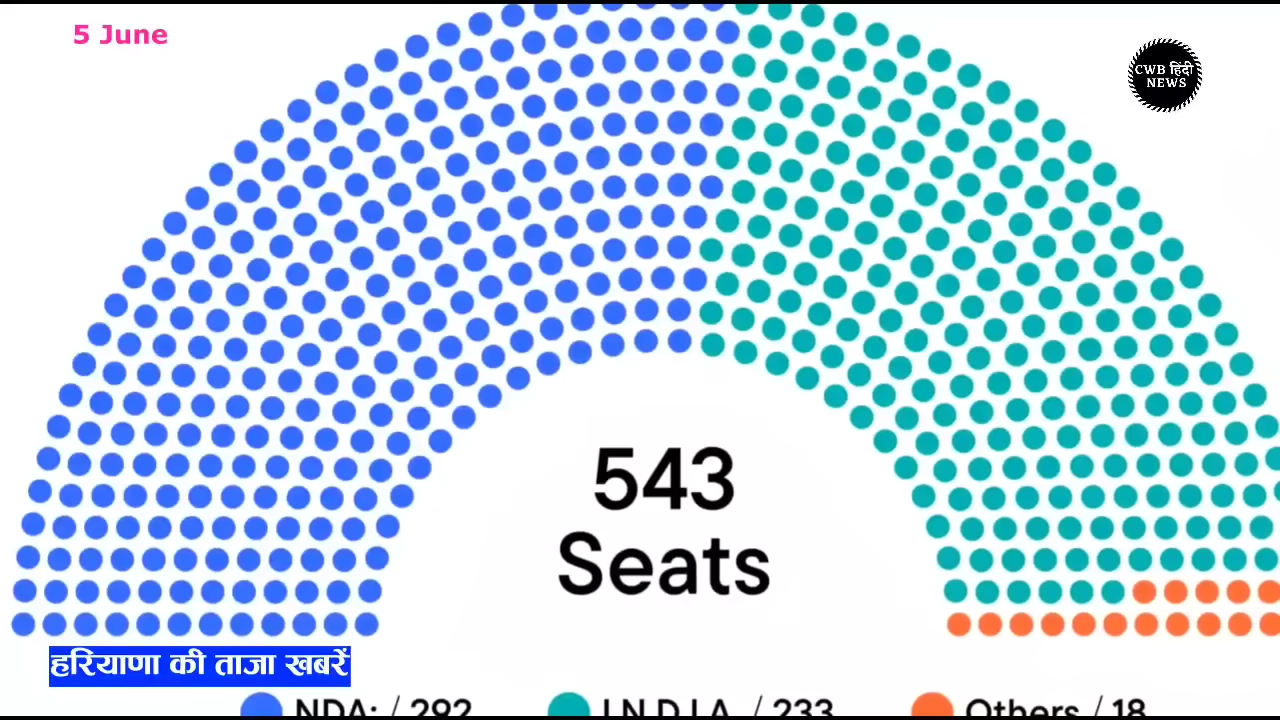 5 June
CWB हिंदी
NEWS
543
Seats
हरियाणा की ताजा खबरें
NDA: / 292
I.N.D.I.A. / 233
Others / 18